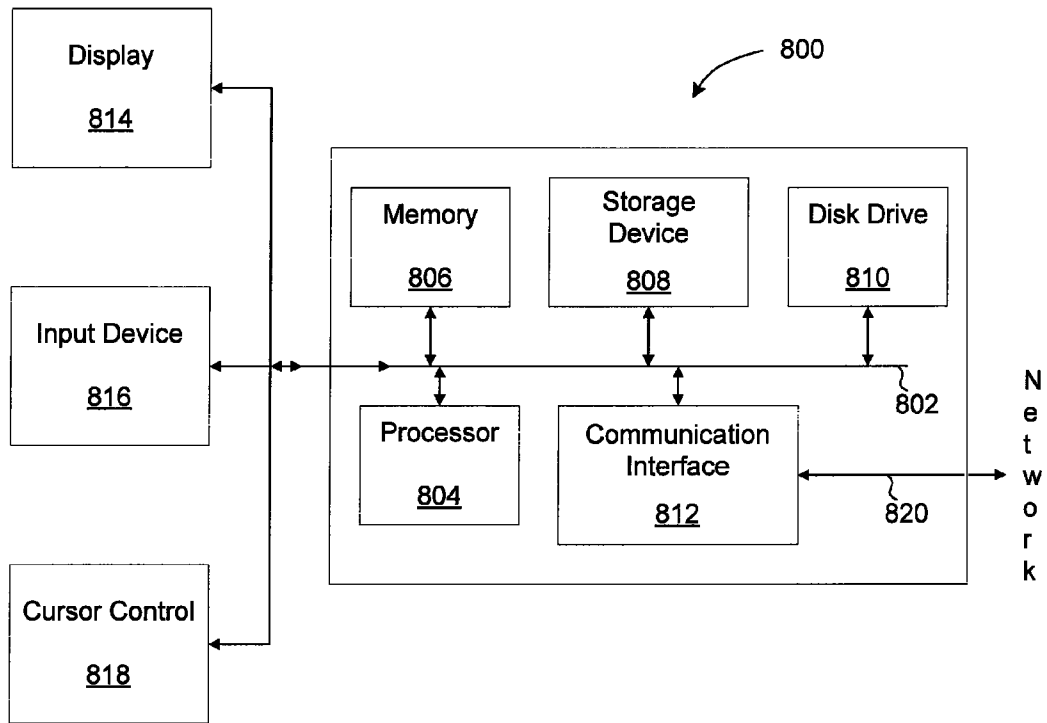 Display
814
800
Memory
806
Storage
Device
808
Disk Drive
810
Input Device
816
802
Network
Processor
804
Communication
Interface
812
820
Cursor Control
818